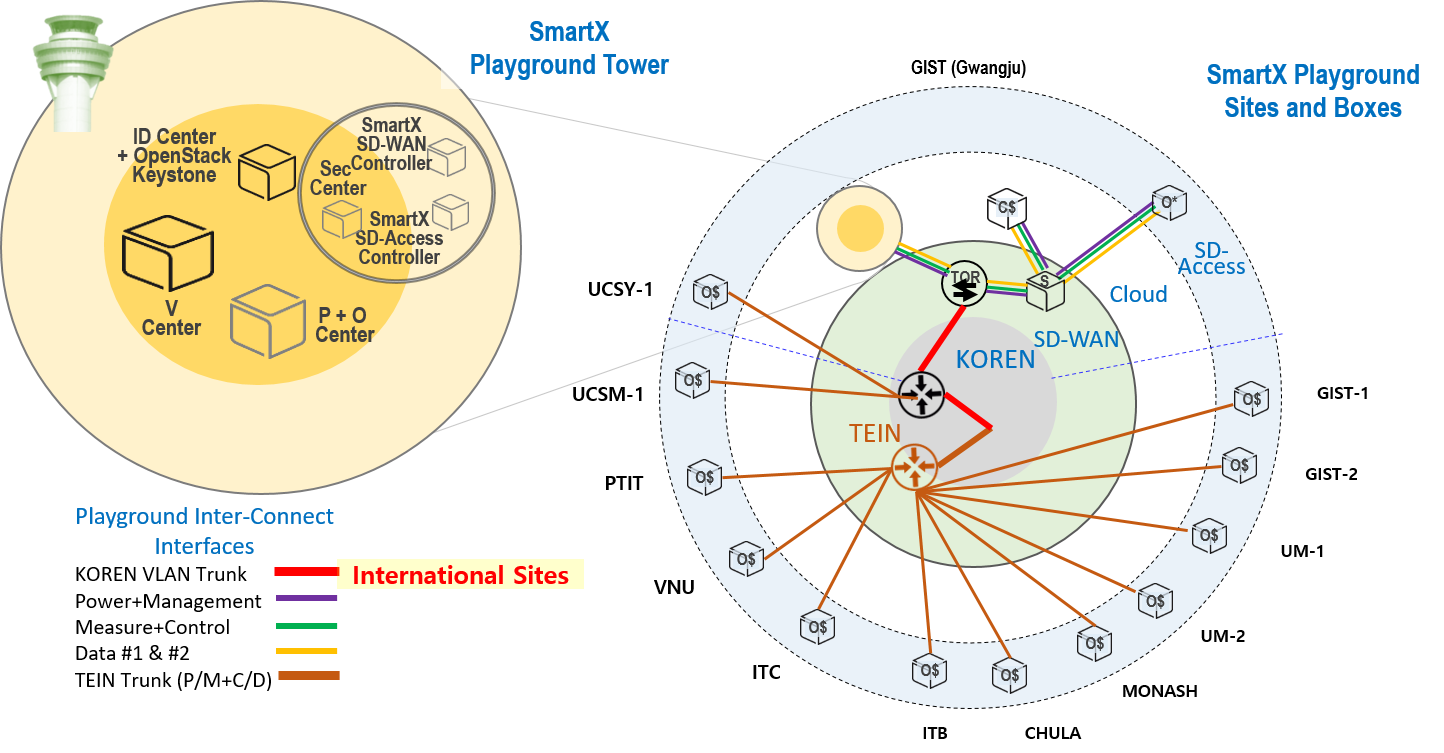 SmartX
Playground Tower
ID Center
+ OpenStack
Keystone
SmartX
SD-WAN
Controller
Sec
Center
SmartX
SD-Access
Controller
V
Center
P + O
Center
Playground Inter-Connect
Interfaces
KOREN VLAN Trunk
International Sites
Power+Management
Measure+Control
Data #1 & #2
TEIN Trunk (P/M+C/D)
GIST (Gwangju)
SmartX Playground
Sites and Boxes
C$
O*
TOR
S
SD-
Access
Cloud
SD-WAN
KOREN
TEIN
UCSY-1
O$
UCSM-1
O$
PTIT
O$
VNU
O$
ITC
O$
ITB
O$
CHULA
O$
MONASH
O$
UM-2
O$
UM-1
O$
GIST-2
O$
GIST-1
O$